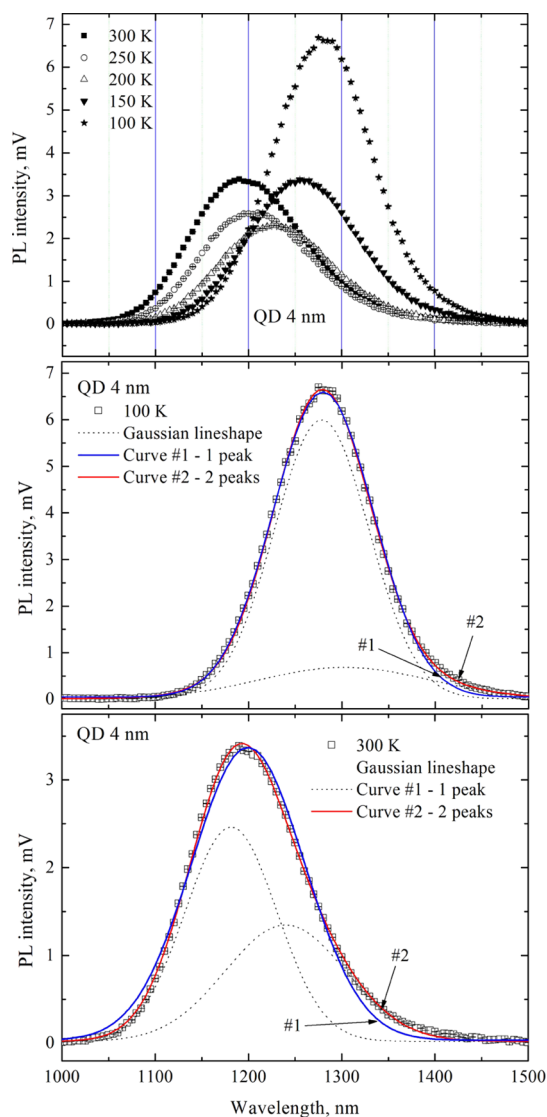 7
6
5
4
3
2
1
0
PL intensity, mV
300 K
250 K
200 K
150 K
100 K
QD 4 nm
7
6
5
4
3
2
1
0
PL intensity, mV
QD 4 nm
100 K
Gaussian lineshape
Curve #1 - 1 peak
Curve #2 - 2 peaks
#2
#1
3
2
1
0
PL intensity, mV
QD 4 nm
300 K
Gaussian lineshape
Curve #1 - 1 peak
Curve #2 - 2 peaks
#2
#1
1000 1100 1200 1300 1400 1500
Wavelength, nm